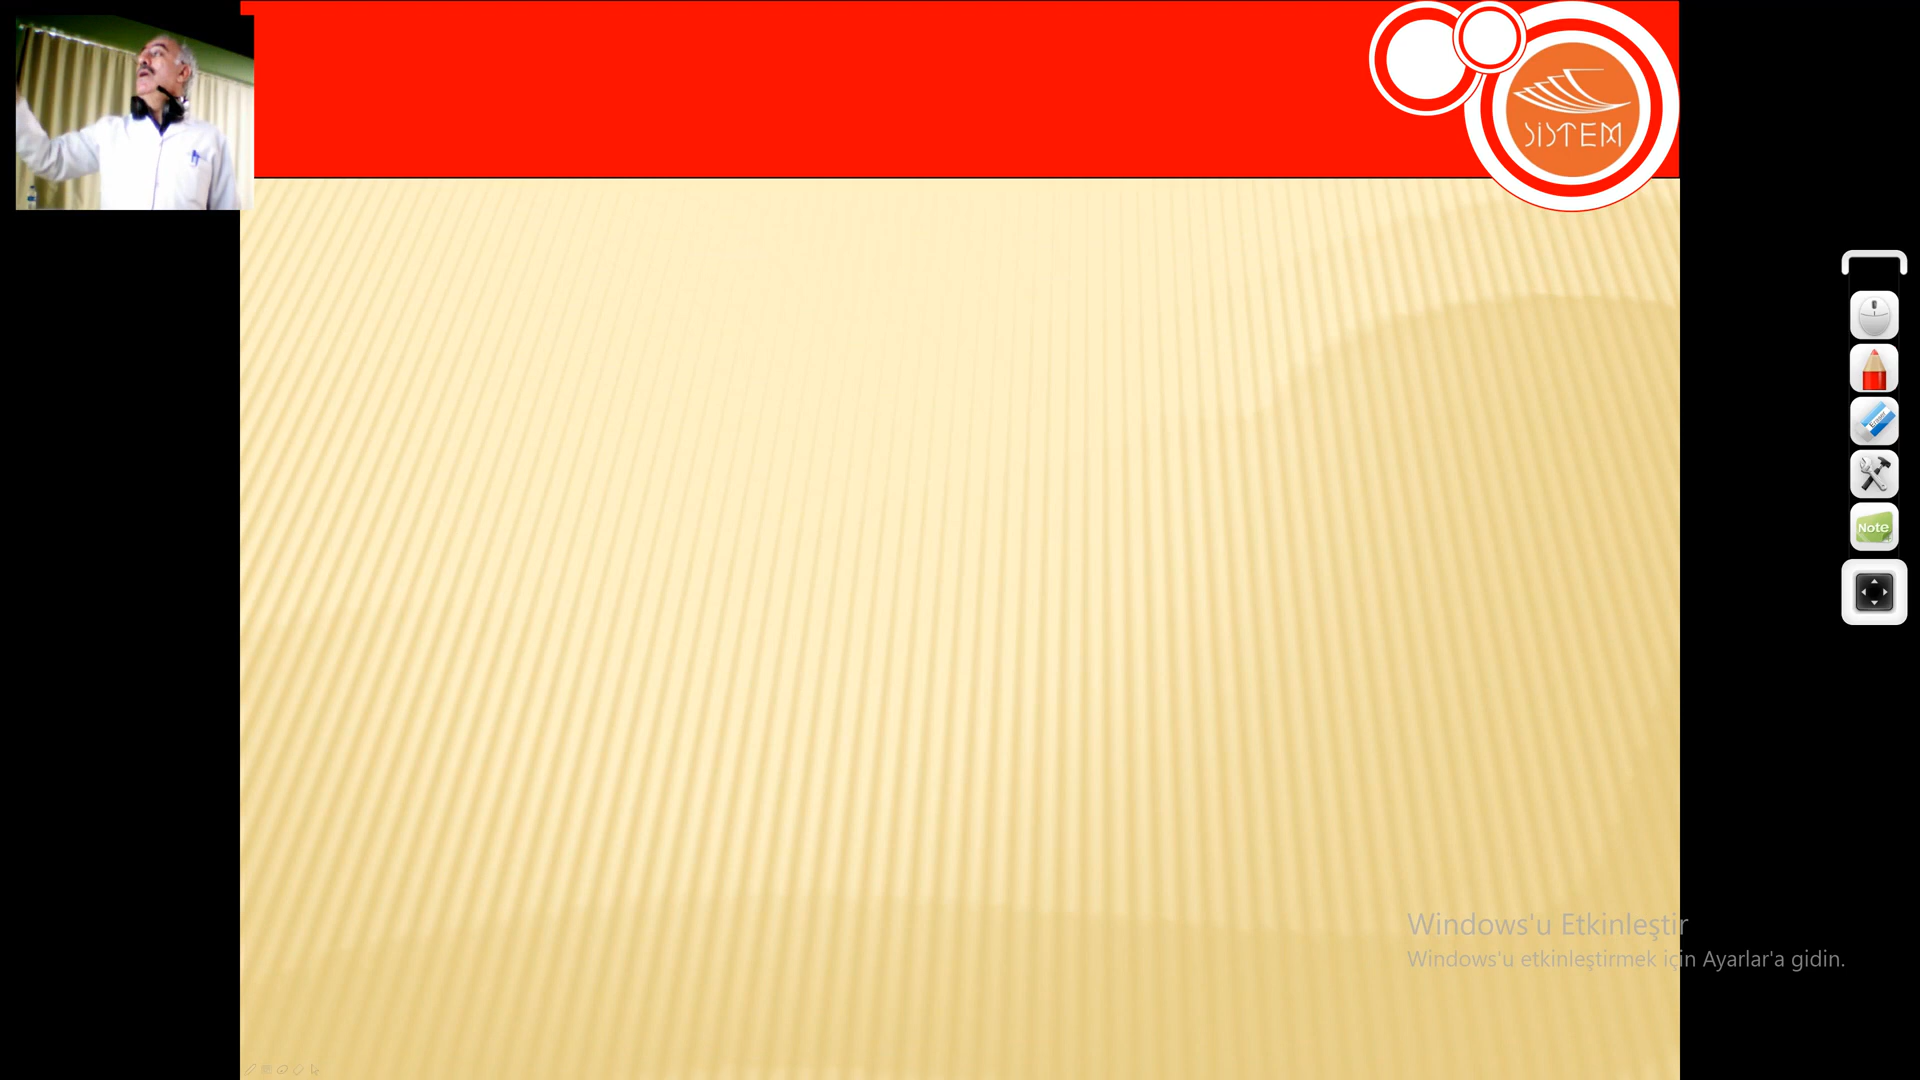 SİSTEM
Note
Windows'u Etkinleştir
Windows'u etkinleştirmek için Ayarlar'a gidin.